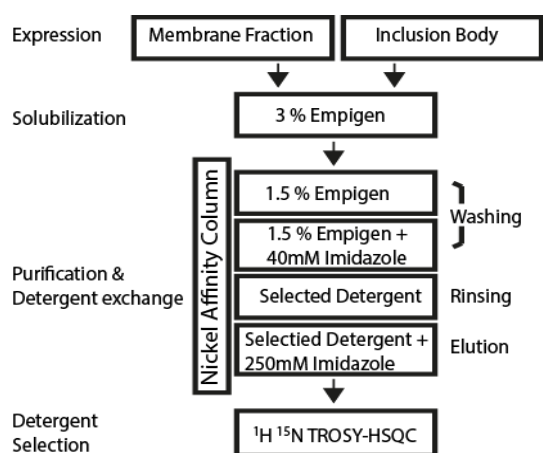 Expression
Membrane Fraction
Inclusion Body
Solubilization
3 % Empigen
Purification &
Detergent exchange
Nickel Affinity Column
1.5 % Empigen
1.5 % Empigen +
40mM Imidazole
Washing
Selected Detergent
Rinsing
Selectied Detergent +
250mM Imidazole
Elution
Detergent
Selection
¹H ¹⁵N TROSY-HSQC